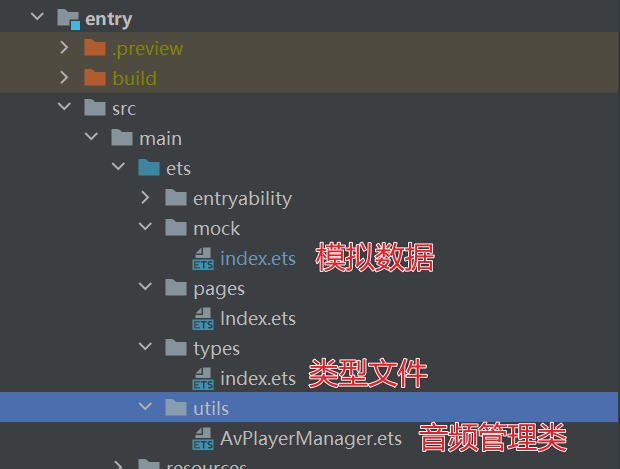 entry
.preview
build
src
main
ets
entryability
mock
index.ets 模拟数据
pages
Index.ets
types
index.ets 类型文件
utils
AvPlayerManager.ets 音频管理类
resources